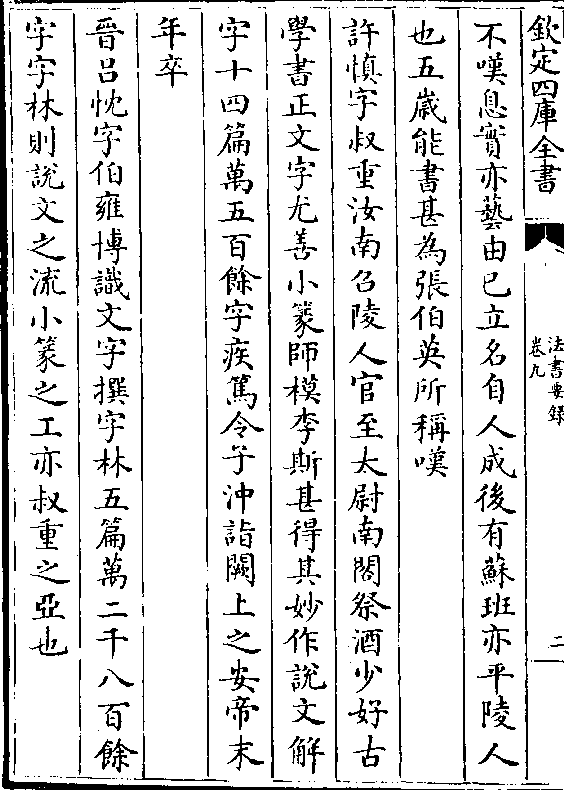 欽定四庫全書
法書要錄
卷九
二
不嘆息實亦藝由已立名自人成後有蘇班亦平陵人
也五嵗能書甚為張伯英所稱嘆
許慎字叔重汝南召陵人官至太尉南閣祭酒少好古
學書正文字尤善小篆師模李斯甚得其妙作說文解
字十四篇萬五百餘字疾篤令子沖詣闕上之安帝末
年卒
晉吕忱字伯雍博識文字撰字林五篇萬二千八百餘
字字林則說文之流小篆之工亦叔重之亞也